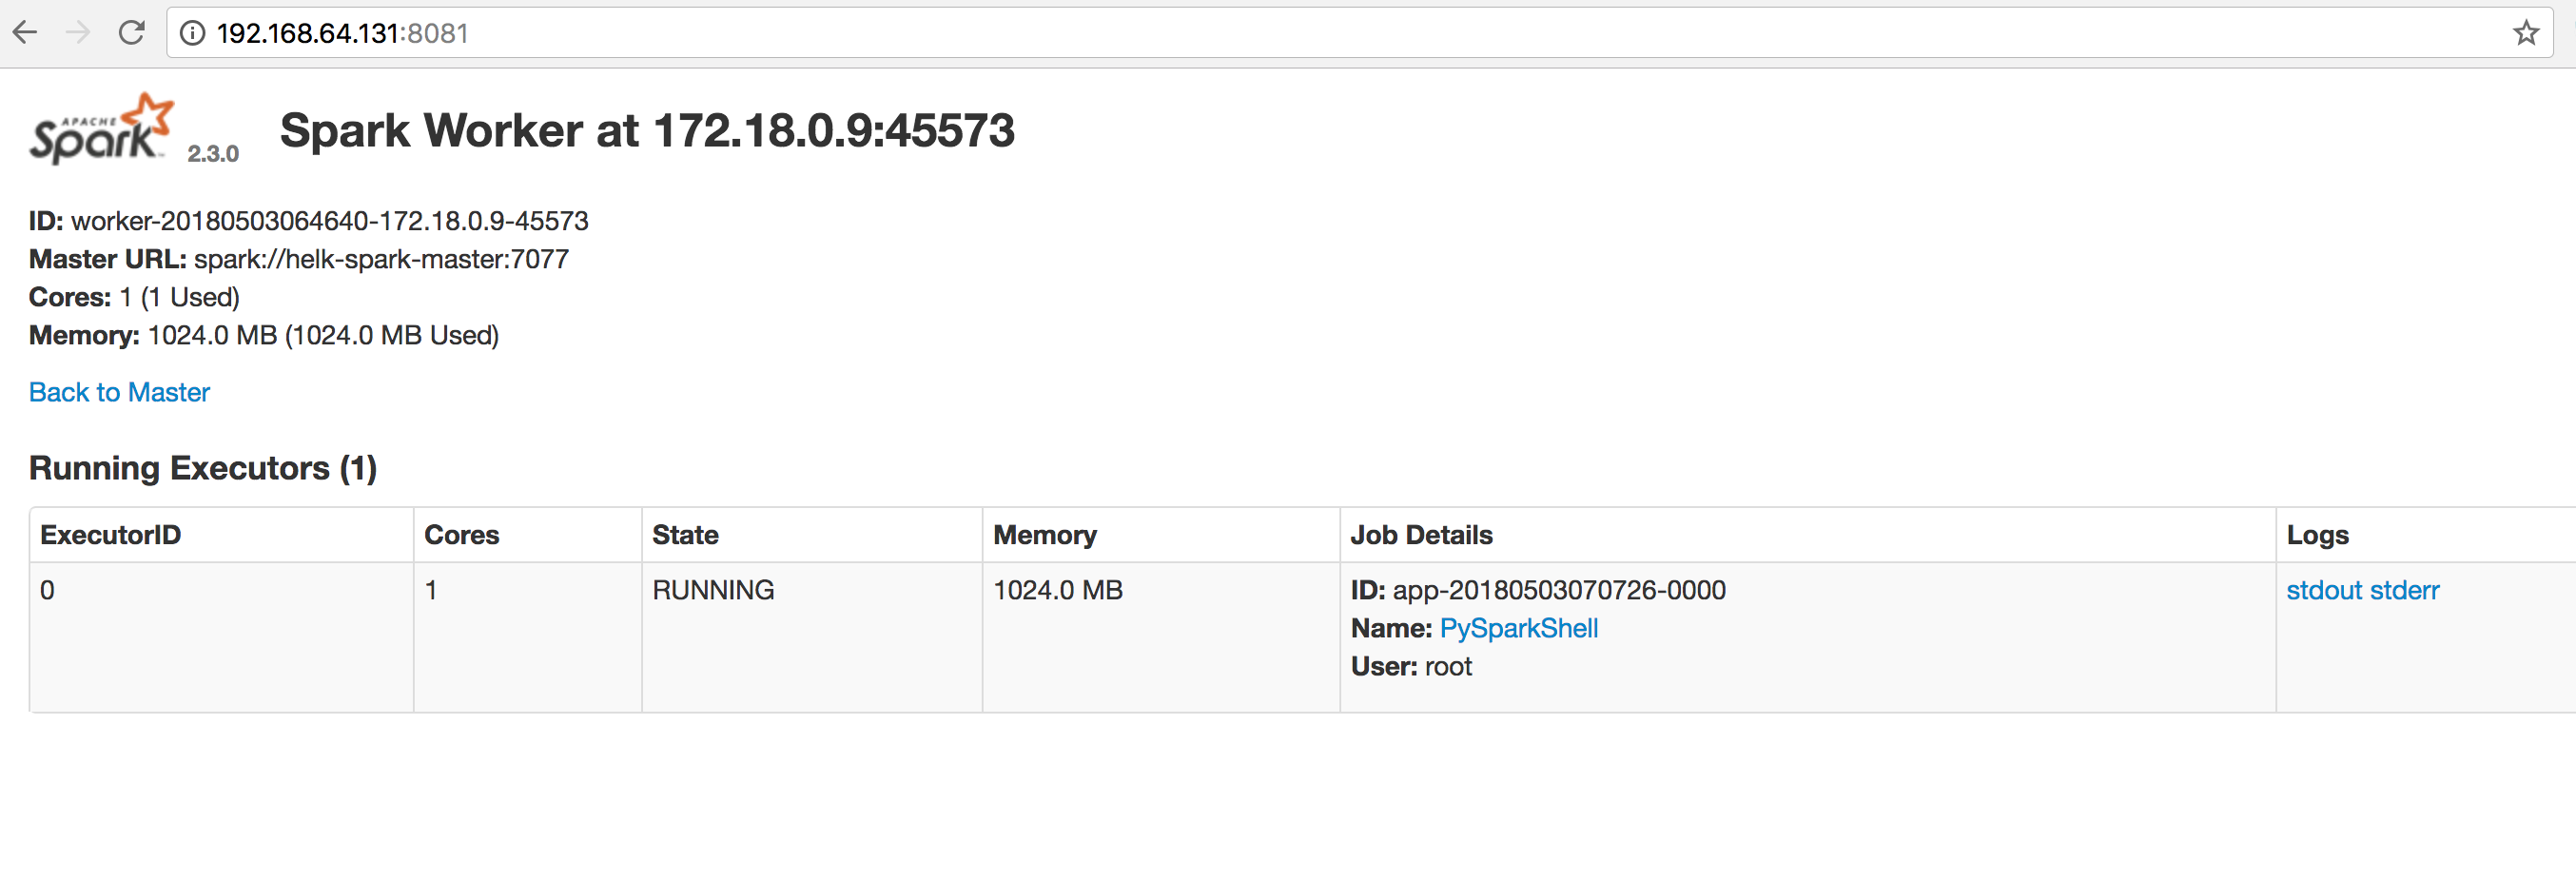 192.168.64.131:8081
APACHE
Spark™ 2.3.0 Spark Worker at 172.18.0.9:45573
ID: worker-20180503064640-172.18.0.9-45573
Master URL: spark://helk-spark-master:7077
Cores: 1 (1 Used)
Memory: 1024.0 MB (1024.0 MB Used)
Back to Master
Running Executors (1)
ExecutorID Cores State Memory Job Details Logs
0 1 RUNNING 1024.0 MB ID: app-20180503070726-0000 stdout stderr
Name: PySparkShell
User: root